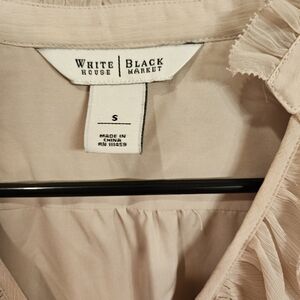 WHITE | BLACK
HOUSE | MARKET
S
MADE IN
CHINA
RN 111459